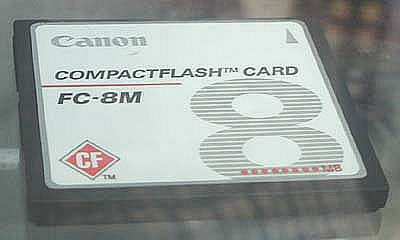 Canon
COMPACTFLASH™ CARD
FC-8M
8
MB
CF
™